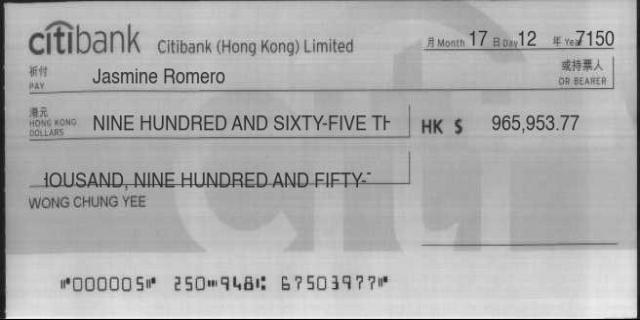 citibank Citibank (Hong Kong) Limited
月 Month 17 日 Day 12 年 Year 7150
祈付 Jasmine Romero 或持票人
PAY OR BEARER
港元
HONG KONG DOLLARS NINE HUNDRED AND SIXTY-FIVE TH HK $ 965,953.77
IOUSAND, NINE HUNDRED AND FIFTY-
WONG CHUNG YEE
⑈000005⑈ 250⑉948⑆ 67503977⑈